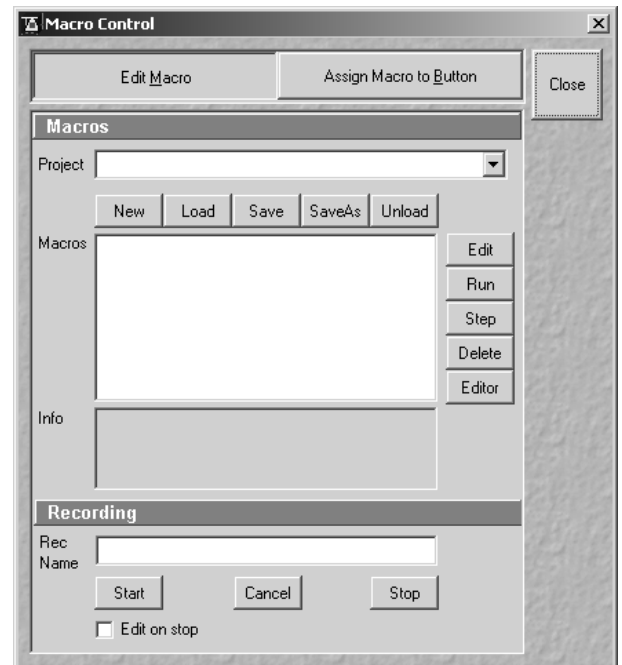 Macro Control
Edit Macro
Assign Macro to Button
Close
Macros
Project
New Load Save SaveAs Unload
Macros
Edit
Run
Step
Delete
Editor
Info
Recording
Rec
Name
Start Cancel Stop
Edit on stop